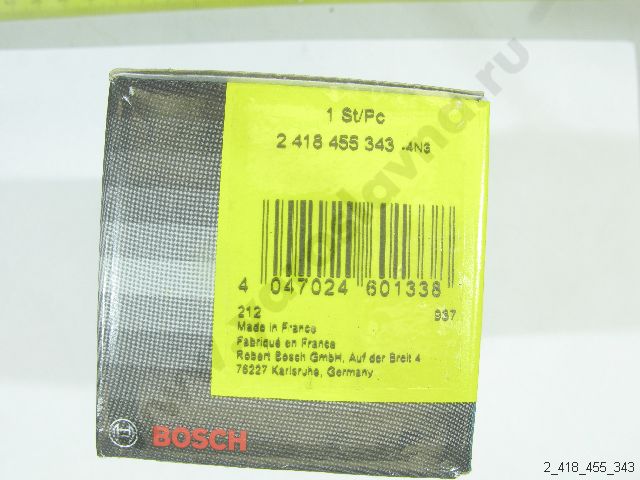 1 St/Pc
2 418 455 343 -4N3
4 047024 601338
212 937
Made in France
Fabriqué en France
Robert Bosch GmbH, Auf der Breit 4
76227 Karlsruhe, Germany
BOSCH
2_418_455_343